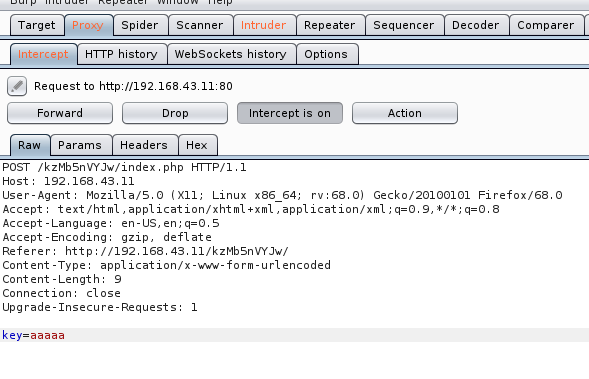 Burp Intruder Repeater Window Help
Target Proxy Spider Scanner Intruder Repeater Sequencer Decoder Comparer
Intercept HTTP history WebSockets history Options
Request to http://192.168.43.11:80
Forward Drop Intercept is on Action
Raw Params Headers Hex
POST /kzMb5nVYJw/index.php HTTP/1.1
Host: 192.168.43.11
User-Agent: Mozilla/5.0 (X11; Linux x86_64; rv:68.0) Gecko/20100101 Firefox/68.0
Accept: text/html,application/xhtml+xml,application/xml;q=0.9,*/*;q=0.8
Accept-Language: en-US,en;q=0.5
Accept-Encoding: gzip, deflate
Referer: http://192.168.43.11/kzMb5nVYJw/
Content-Type: application/x-www-form-urlencoded
Content-Length: 9
Connection: close
Upgrade-Insecure-Requests: 1
key=aaaaa